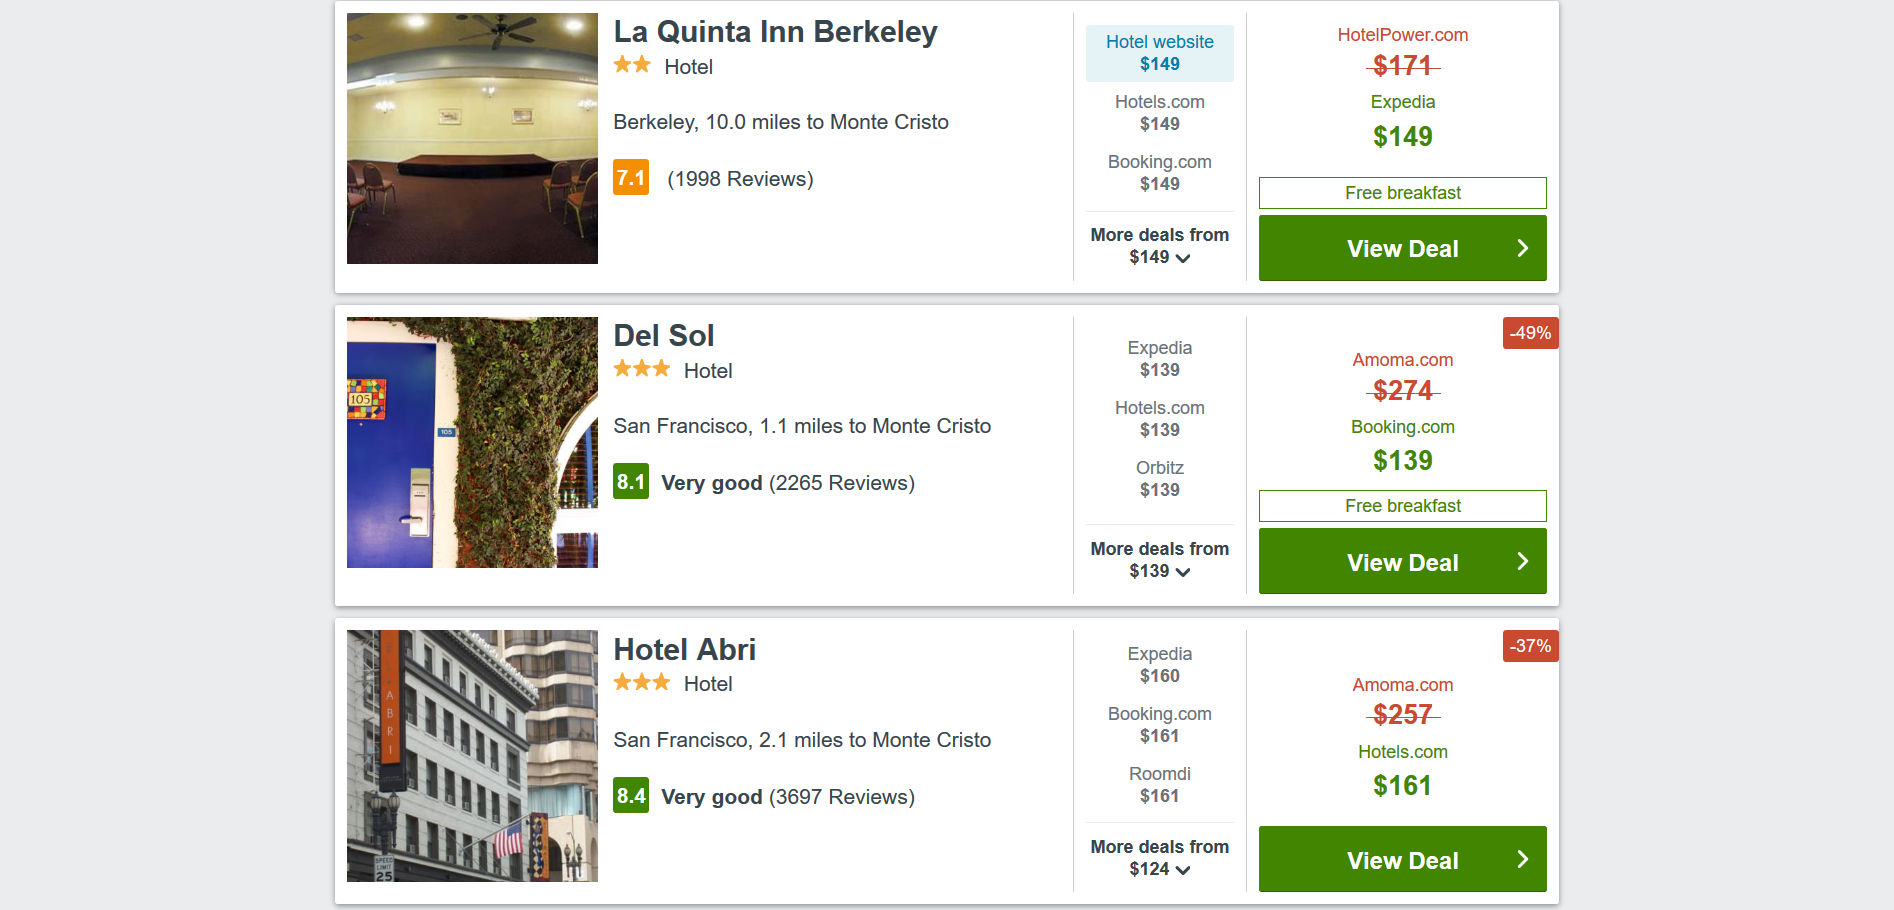 La Quinta Inn Berkeley
Hotel
Berkeley, 10.0 miles to Monte Cristo
7.1 (1998 Reviews)
Hotel website
$149
Hotels.com
$149
Booking.com
$149
More deals from
$149
HotelPower.com
$171
Expedia
$149
Free breakfast
View Deal
105
105
Del Sol
Hotel
San Francisco, 1.1 miles to Monte Cristo
8.1 Very good (2265 Reviews)
Expedia
$139
Hotels.com
$139
Orbitz
$139
More deals from
$139
-49%
Amoma.com
$274
Booking.com
$139
Free breakfast
View Deal
ABRI
SPEED
LIMIT
25
Hotel Abri
Hotel
San Francisco, 2.1 miles to Monte Cristo
8.4 Very good (3697 Reviews)
Expedia
$160
Booking.com
$161
Roomdi
$161
More deals from
$124
-37%
Amoma.com
$257
Hotels.com
$161
View Deal